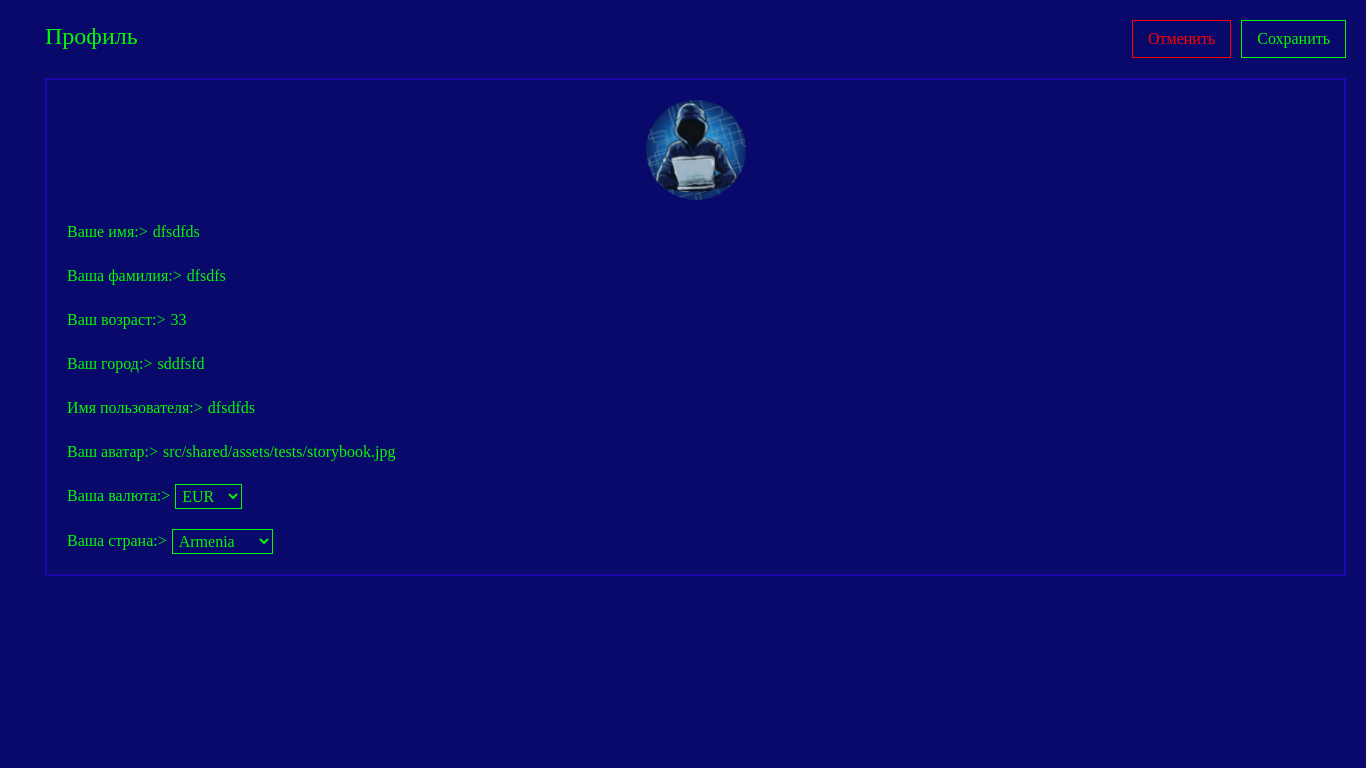 Профиль
Отменить
Сохранить
Ваше имя:> dfsdfds
Ваша фамилия:> dfsdfs
Ваш возраст:> 33
Ваш город:> sddfsfd
Имя пользователя:> dfsdfds
Ваш аватар:> src/shared/assets/tests/storybook.jpg
Ваша валюта:> EUR
Ваша страна:> Armenia